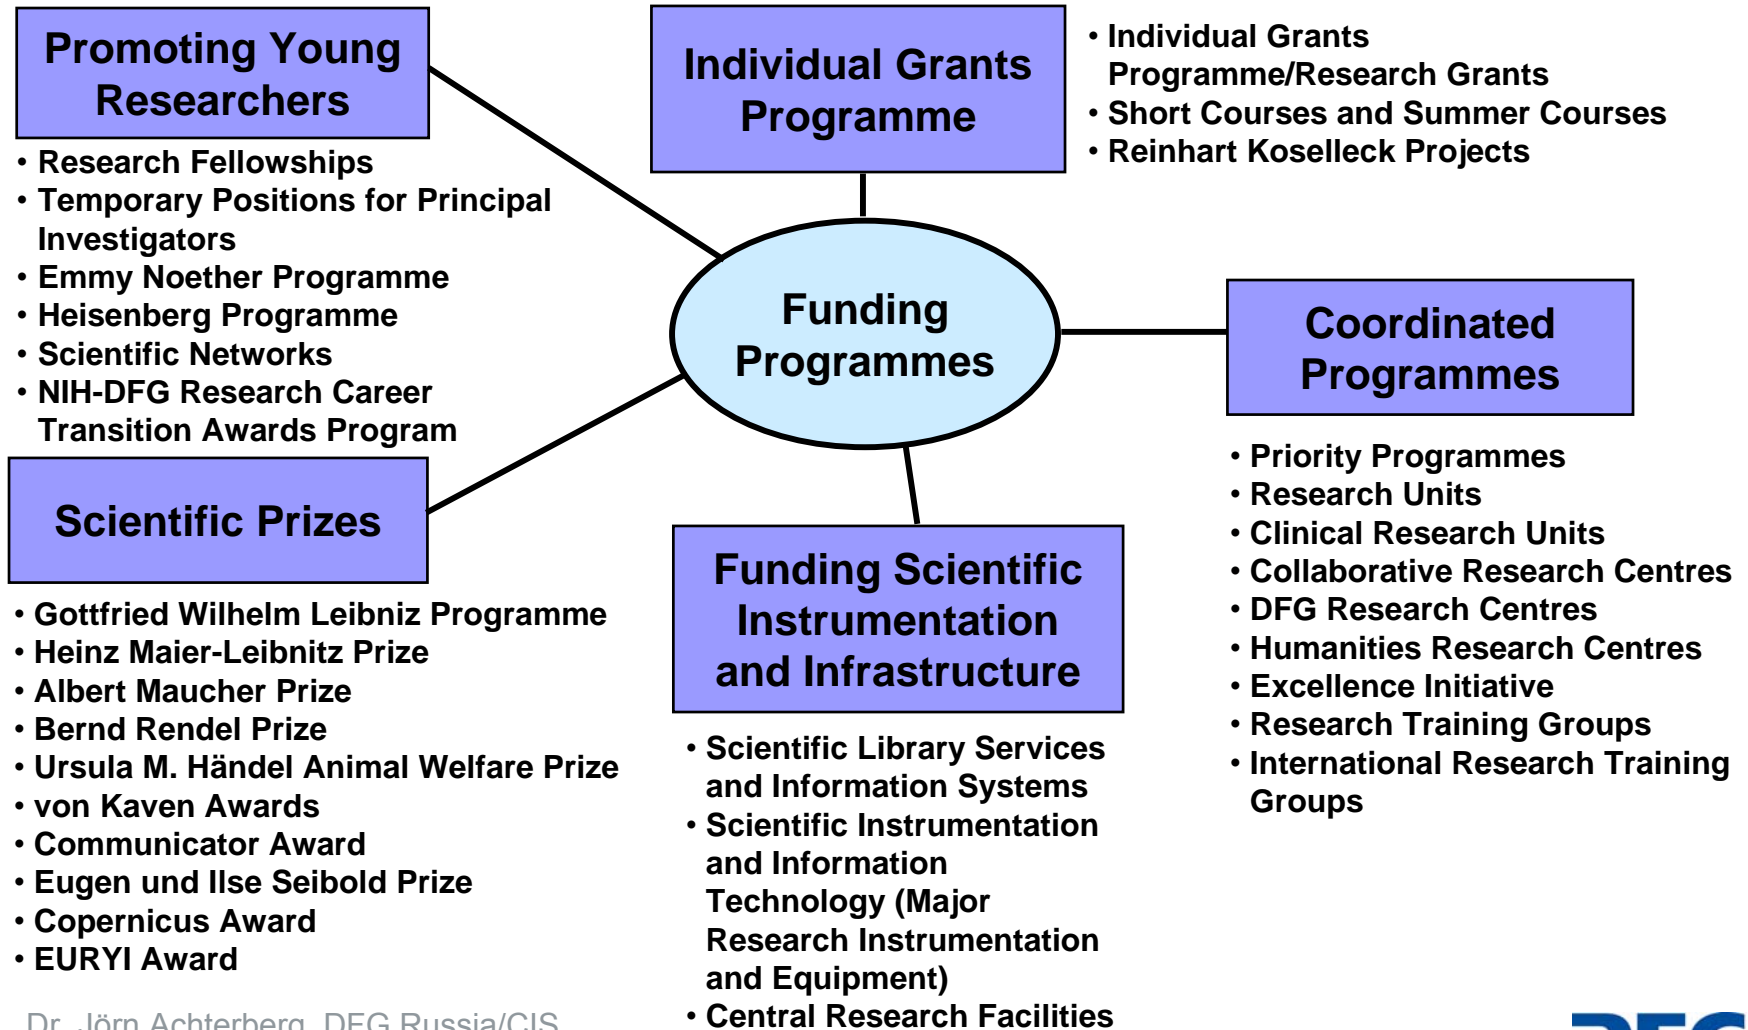 Promoting Young
Researchers
• Research Fellowships
• Temporary Positions for Principal
Investigators
• Emmy Noether Programme
• Heisenberg Programme
• Scientific Networks
• NIH-DFG Research Career
Transition Awards Program
Individual Grants
Programme
• Individual Grants
Programme/Research Grants
• Short Courses and Summer Courses
• Reinhart Koselleck Projects
Funding
Programmes
Coordinated
Programmes
• Priority Programmes
• Research Units
• Clinical Research Units
• Collaborative Research Centres
• DFG Research Centres
• Humanities Research Centres
• Excellence Initiative
• Research Training Groups
• International Research Training
Groups
Scientific Prizes
• Gottfried Wilhelm Leibniz Programme
• Heinz Maier-Leibnitz Prize
• Albert Maucher Prize
• Bernd Rendel Prize
• Ursula M. Händel Animal Welfare Prize
• von Kaven Awards
• Communicator Award
• Eugen und Ilse Seibold Prize
• Copernicus Award
• EURYI Award
Funding Scientific
Instrumentation
and Infrastructure
• Scientific Library Services
and Information Systems
• Scientific Instrumentation
and Information
Technology (Major
Research Instrumentation
and Equipment)
• Central Research Facilities
Dr. Jörn Achterberg, DFG Russia/CIS
DFG